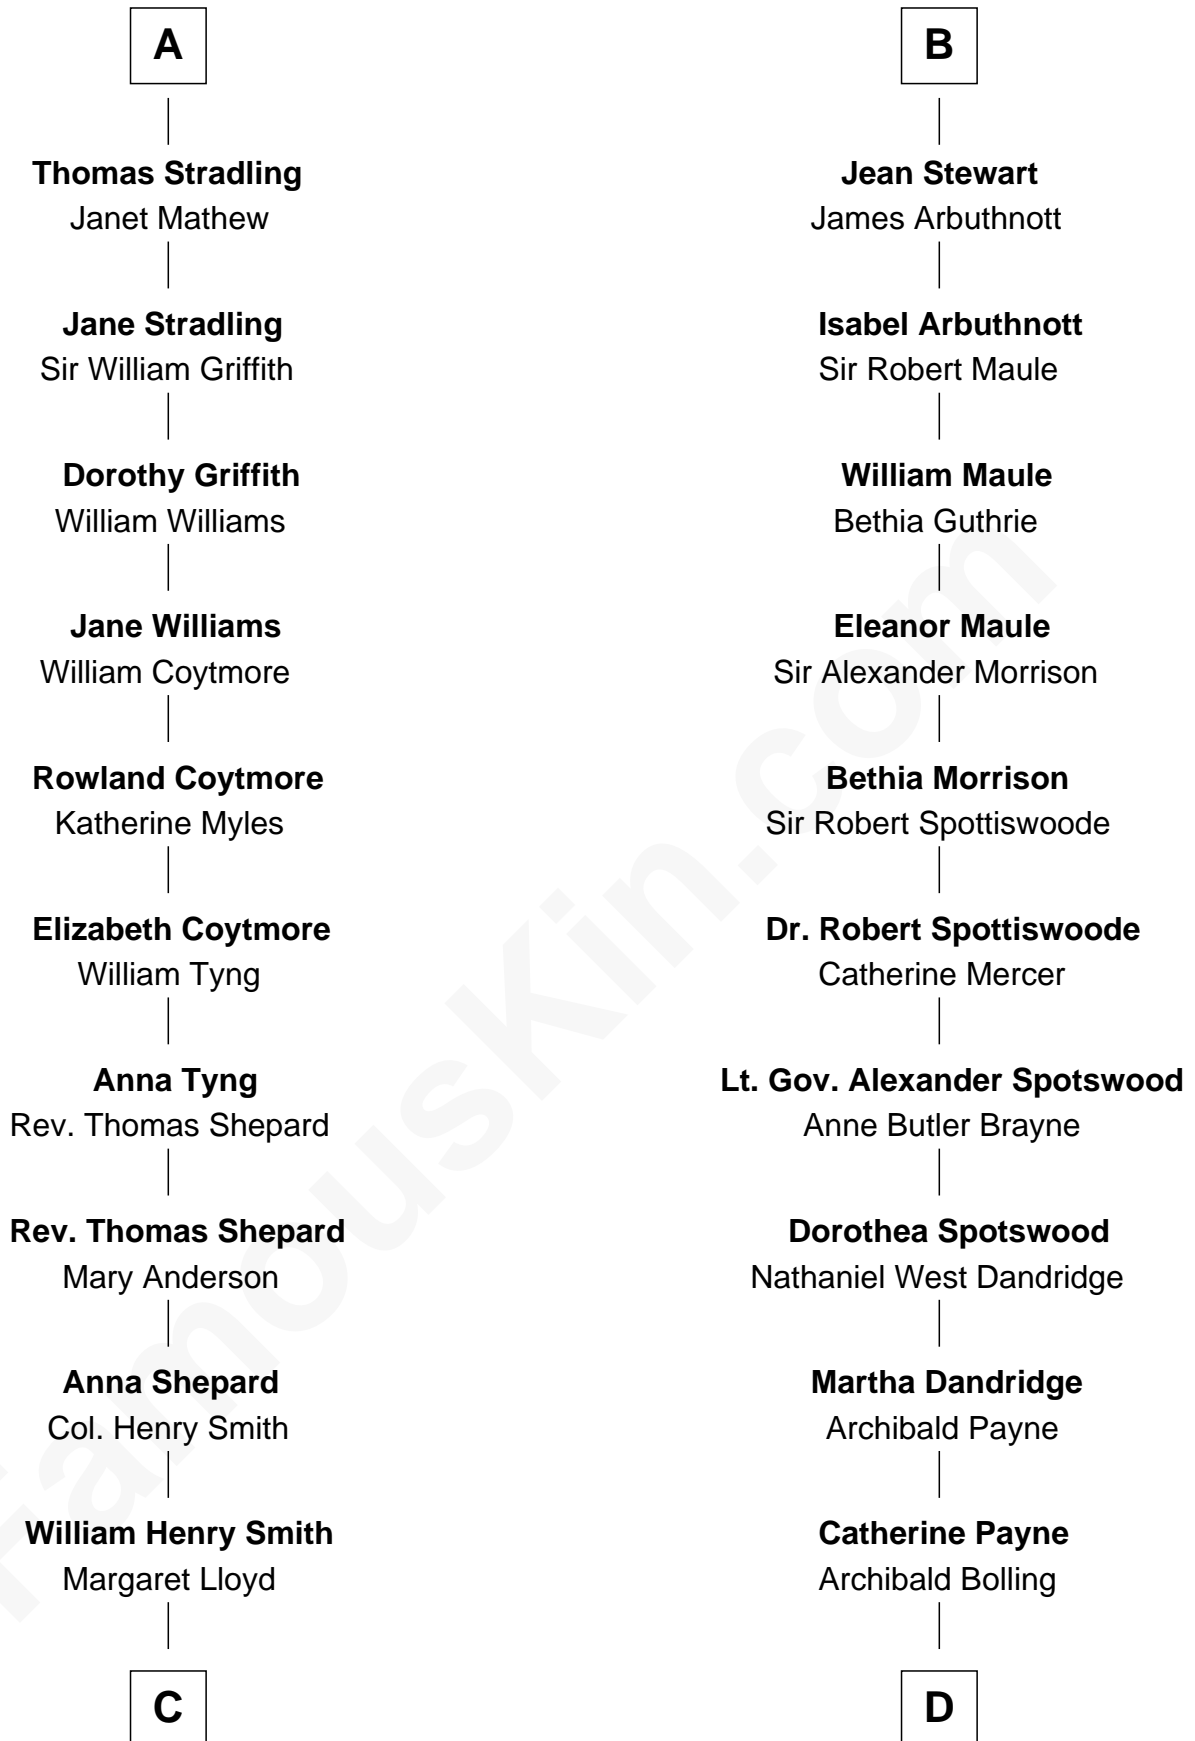 A
Thomas Stradling
Janet Mathew
Jane Stradling
Sir William Griffith
Dorothy Griffith
William Williams
Jane Williams
William Coytmore
Rowland Coytmore
Katherine Myles
Elizabeth Coytmore
William Tyng
Anna Tyng
Rev. Thomas Shepard
Rev. Thomas Shepard
Mary Anderson
Anna Shepard
Col. Henry Smith
William Henry Smith
Margaret Lloyd
C
B
Jean Stewart
James Arbuthnott
Isabel Arbuthnott
Sir Robert Maule
William Maule
Bethia Guthrie
Eleanor Maule
Sir Alexander Morrison
Bethia Morrison
Sir Robert Spottiswoode
Dr. Robert Spottiswoode
Catherine Mercer
Lt. Gov. Alexander Spotswood
Anne Butler Brayne
Dorothea Spotswood
Nathaniel West Dandridge
Martha Dandridge
Archibald Payne
Catherine Payne
Archibald Bolling
D
FamousKin.com